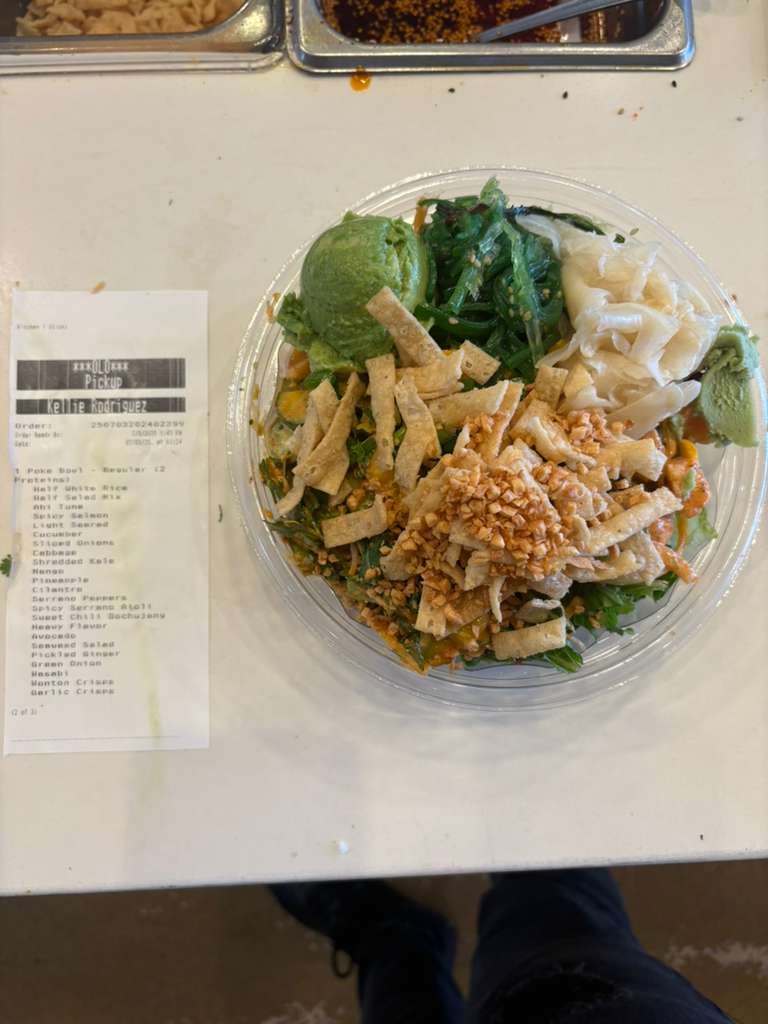 ***OLO***
Pickup
Kellie Rodriguez
Order:
1 Poke Bowl - Regular (2
Proteins)
Half White Rice
Half Salad Mix
Ahi Tuna
Spicy Salmon
Light Seared
Cucumber
Sliced Onions
Cabbage
Shredded Kale
Mango
Pineapple
Cilantro
Serrano Peppers
Spicy Serrano Aioli
Sweet Chili Gochujang
Heavy Flavor
Avocado
Seaweed Salad
Pickled Ginger
Green Onion
Wasabi
Wonton Crisps
Garlic Crisps
(2 of 3)